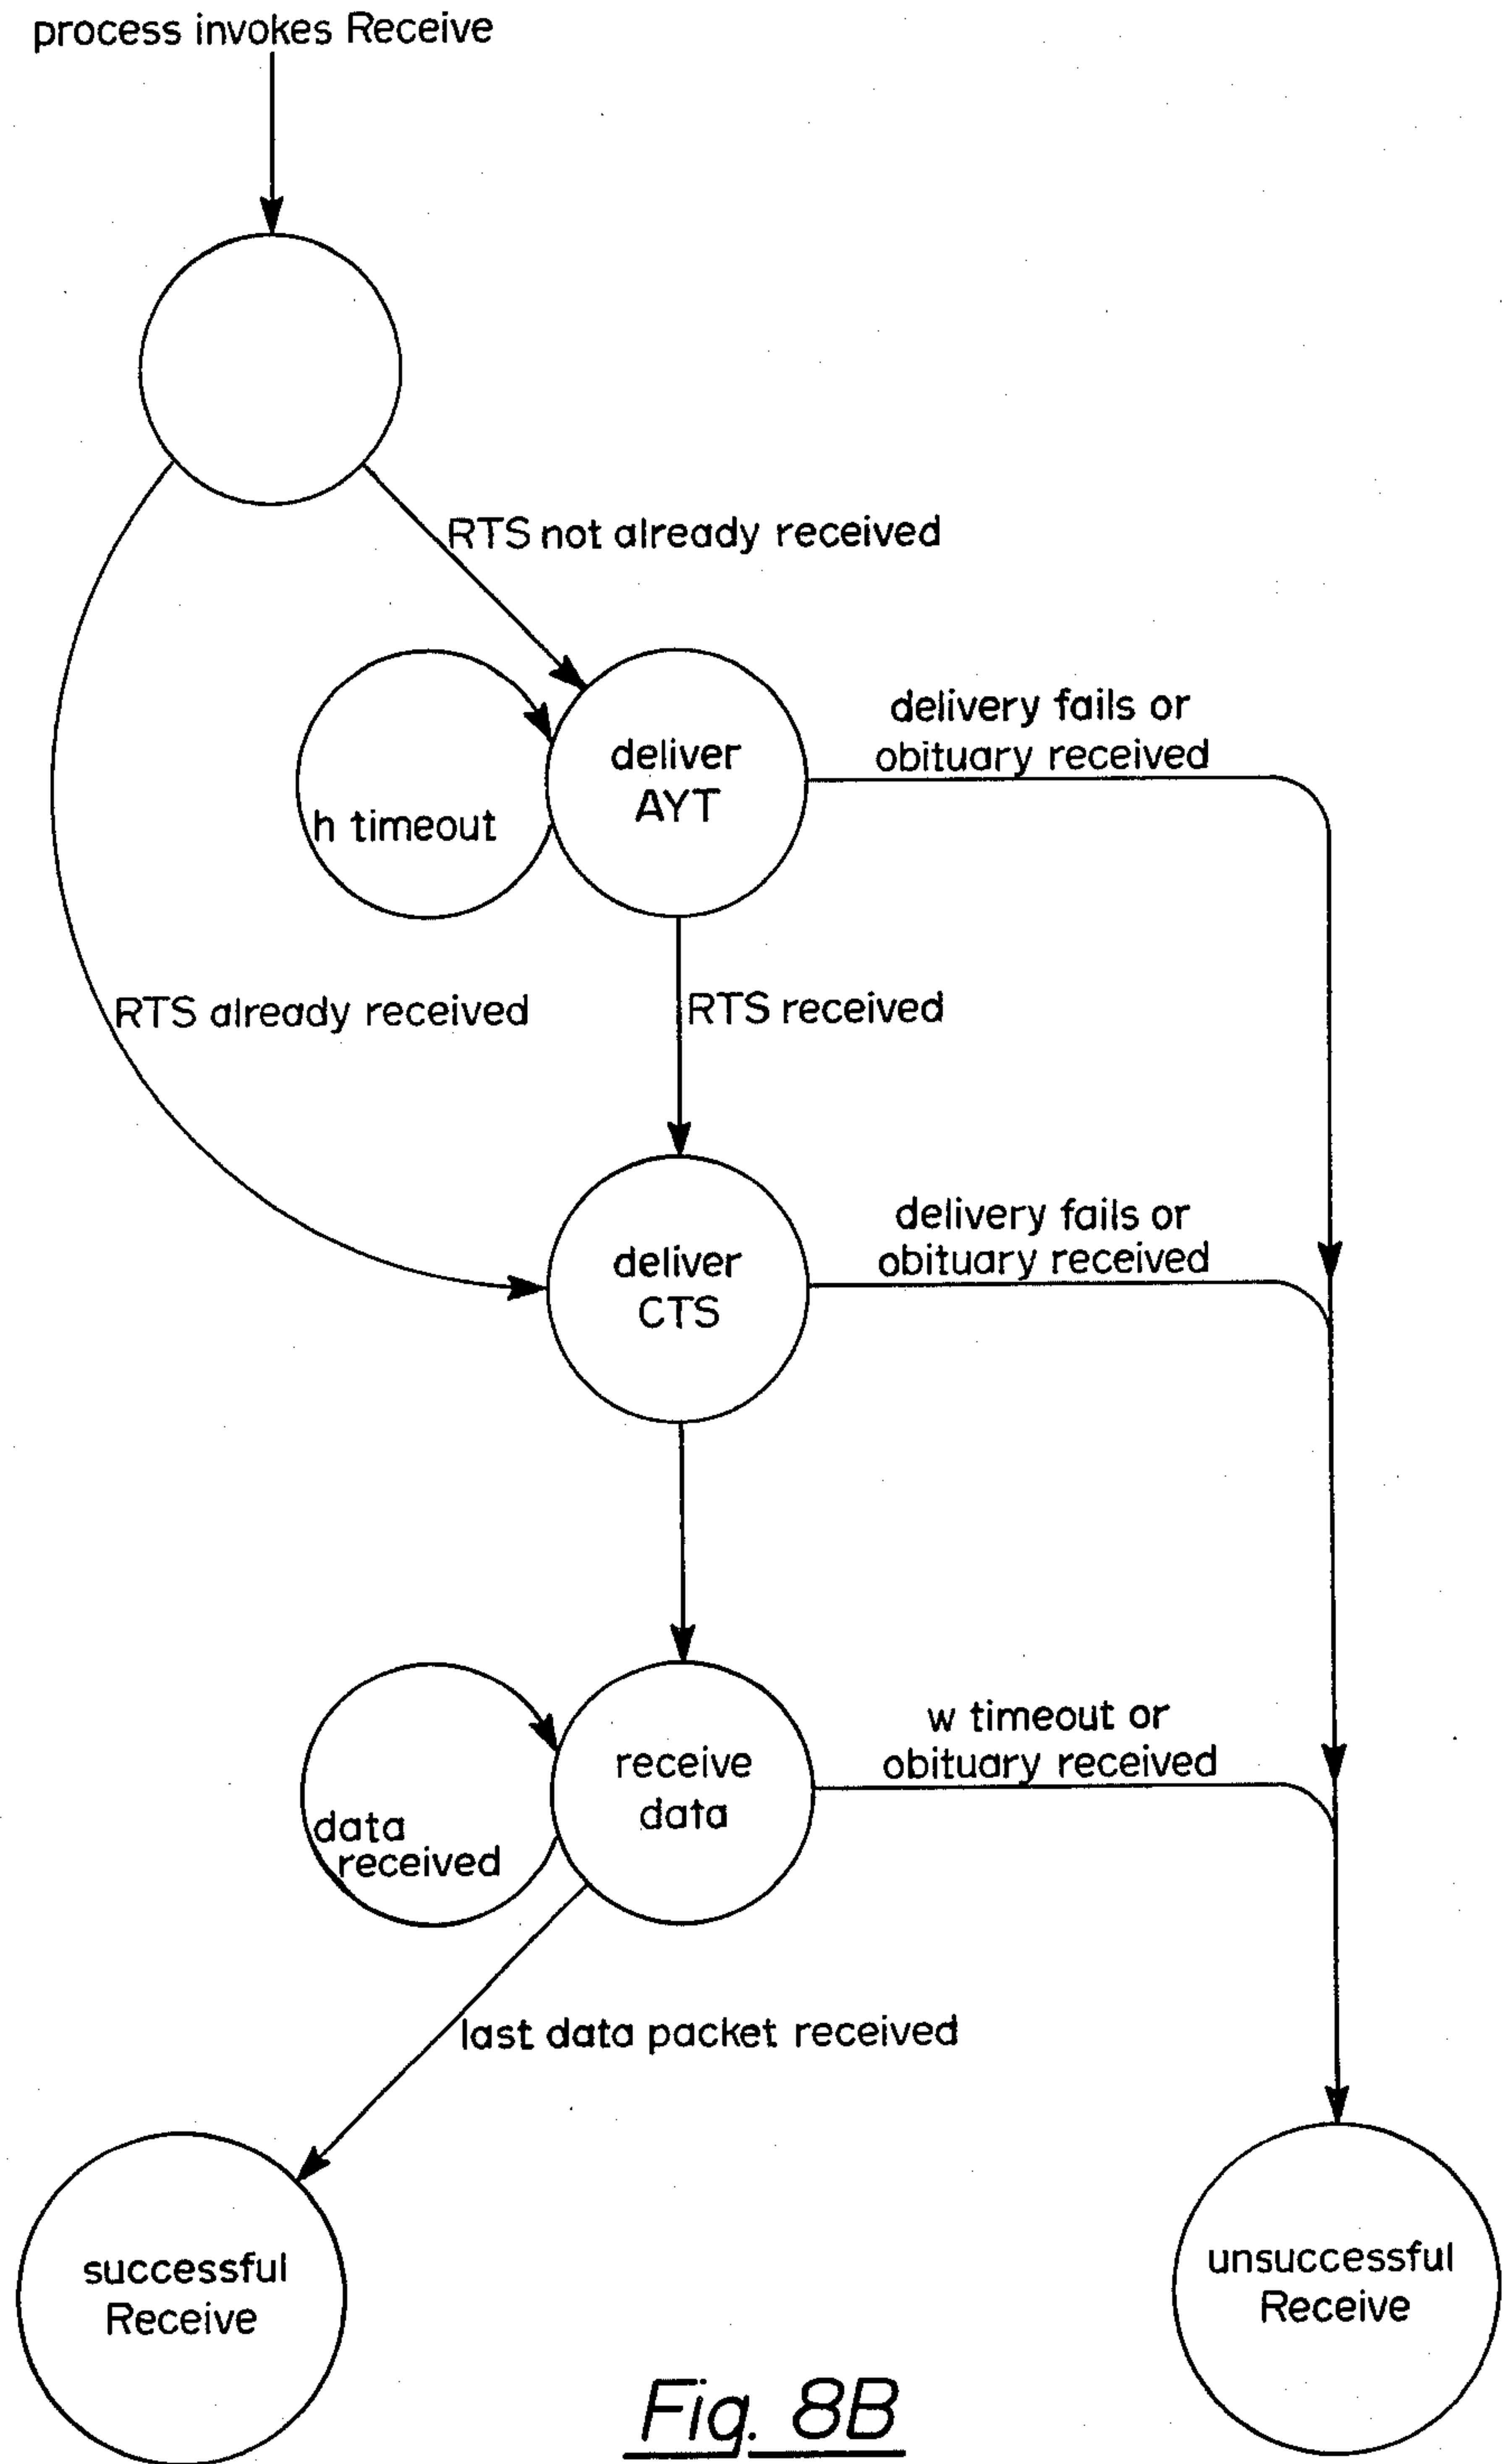 process invokes Receive
RTS not already received
delivery fails or
obituary received
deliver
AYT
h timeout
RTS already received
RTS received
delivery fails or
obituary received
deliver
CTS
w timeout or
obituary received
receive
data
data
received
last data packet received
successful
Receive
unsuccessful
Receive
Fig. 8B